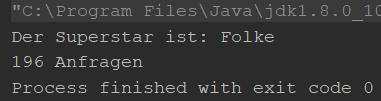 "C:\Program Files\Java\jdk1.8.0_10
Der Superstar ist: Folke
196 Anfragen
Process finished with exit code 0